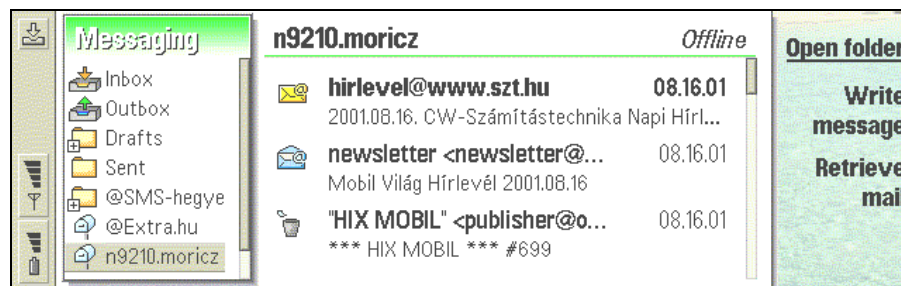 Messaging
Inbox
Outbox
Drafts
Sent
@SMS-hegye
@Extra.hu
n9210.moricz
n9210.moricz Offline
hirlevel@www.szt.hu 08.16.01
2001.08.16. CW-Számítástechnika Napi Hírl...
newsletter <newsletter@... 08.16.01
Mobil Világ Hírlevél 2001.08.16
"HIX MOBIL" <publisher@o... 08.16.01
*** HIX MOBIL *** #699
Open folder
Write
message
Retrieve
mail